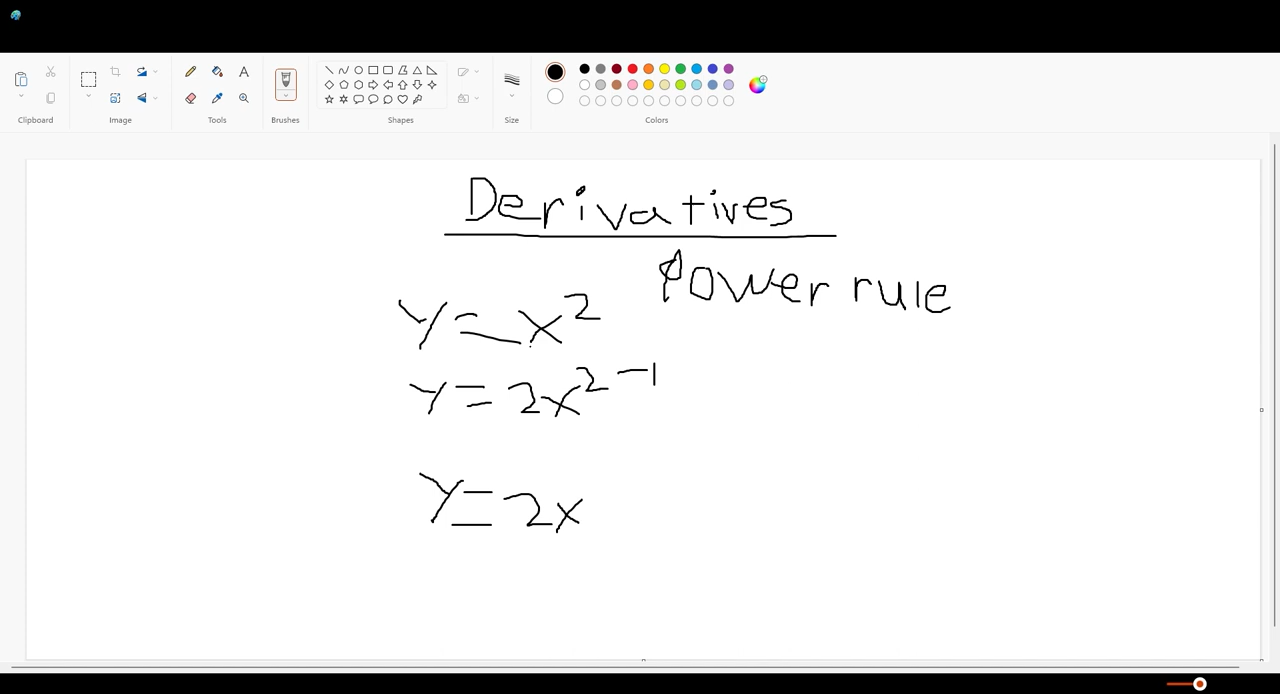 Clipboard
Image
Tools
Brushes
Shapes
Size
Colors
A
Derivatives
Power rule
y=x²
y=2x²⁻¹
y=2x